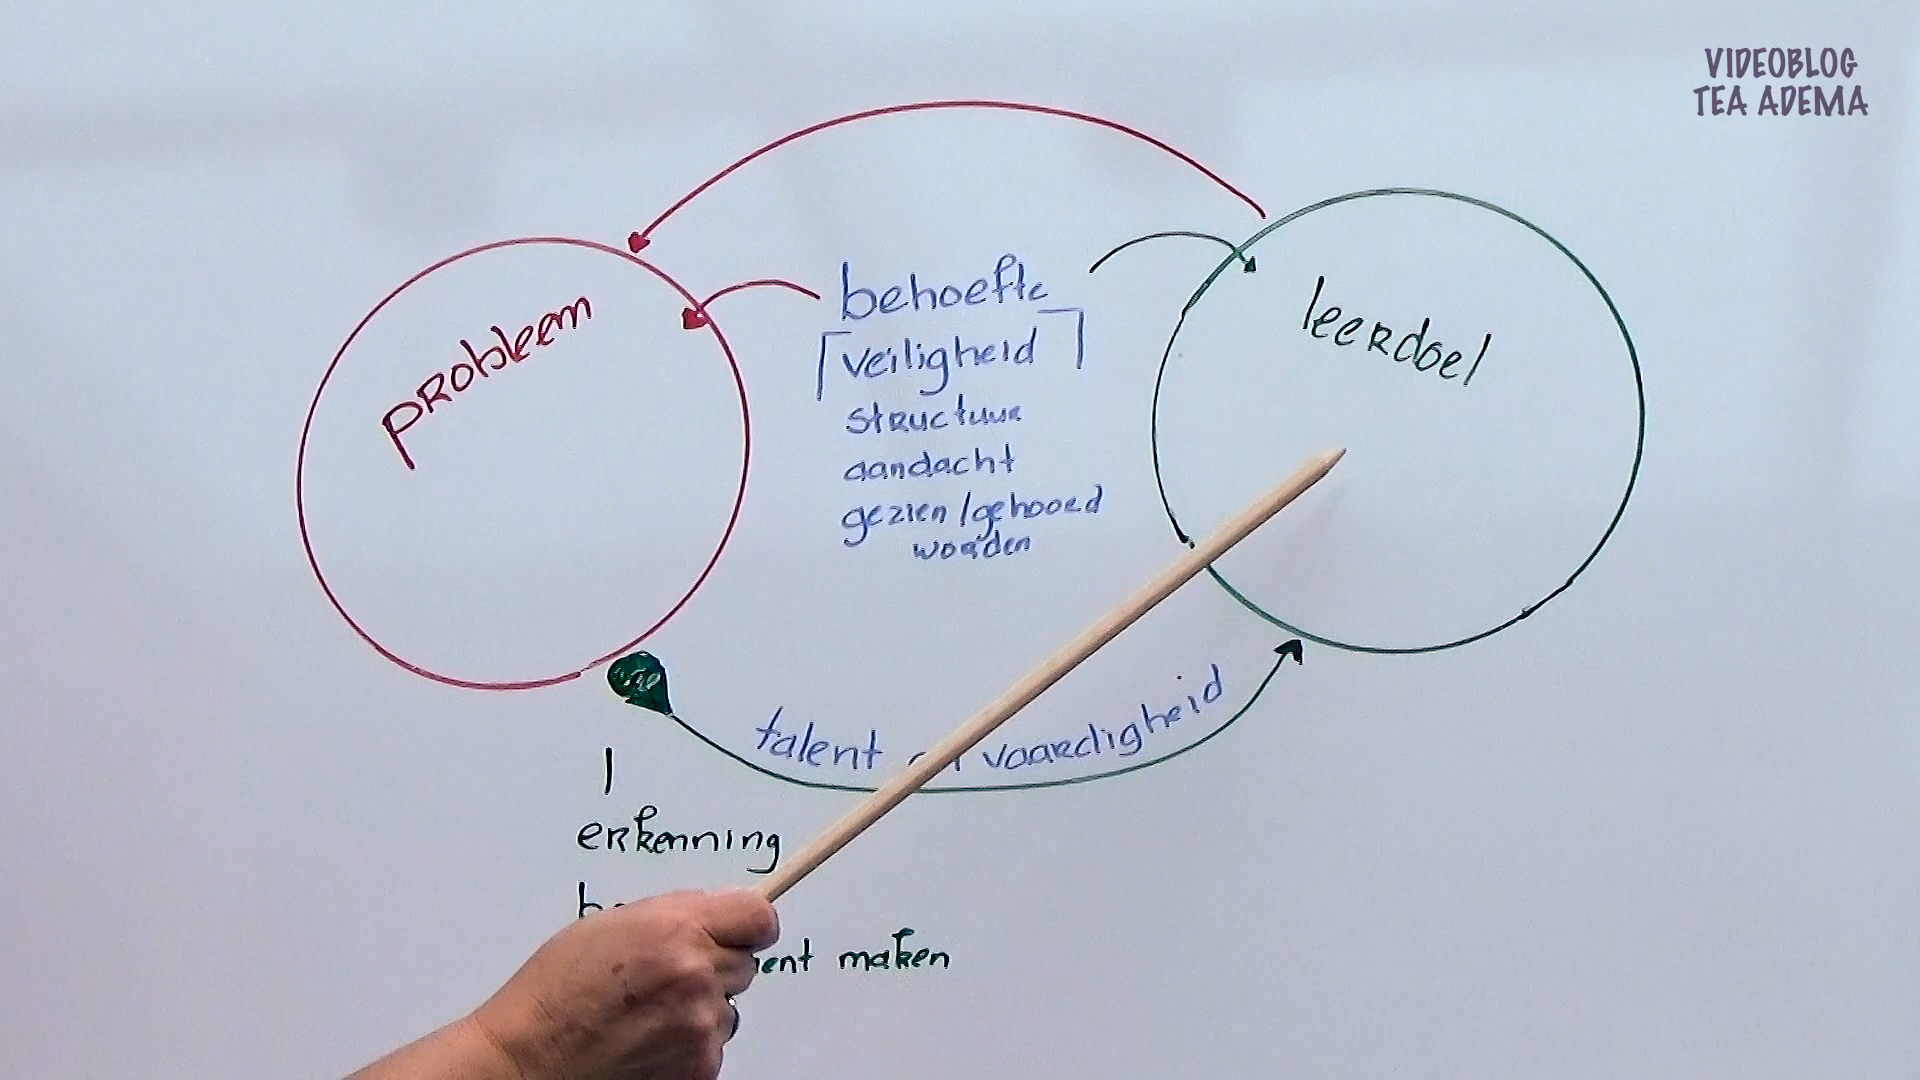 VIDEOBLOG
TEA ADEMA
probleem
behoefte
veiligheid
structuur
aandacht
gezien/gehoord
worden
leerdoel
talent vaardigheid
erkenning
maken